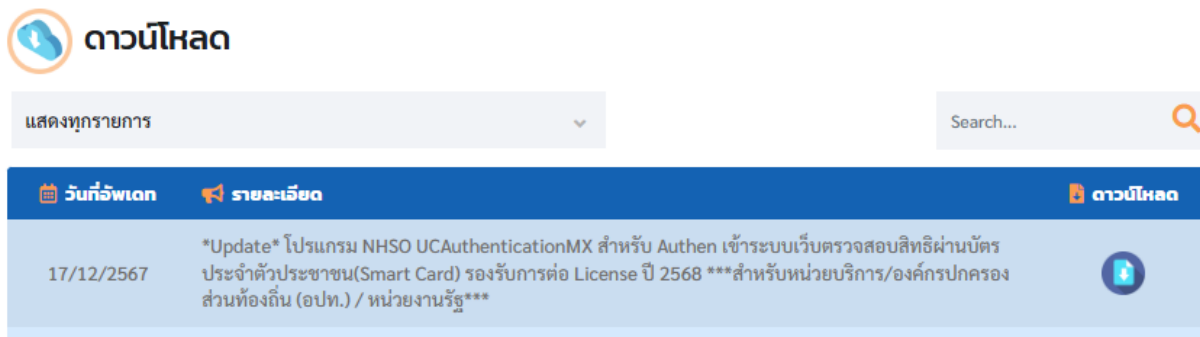 ดาวน์โหลด
แสดงทุกรายการ
Search...
วันที่อัพเดท รายละเอียด ดาวน์โหลด
*Update* โปรแกรม NHSO UCAuthenticationMX สำหรับ Authen เข้าระบบเว็บตรวจสอบสิทธิผ่านบัตร
17/12/2567 ประจำตัวประชาชน(Smart Card) รองรับการต่อ License ปี 2568 ***สำหรับหน่วยบริการ/องค์กรปกครอง
ส่วนท้องถิ่น (อปท.) / หน่วยงานรัฐ***